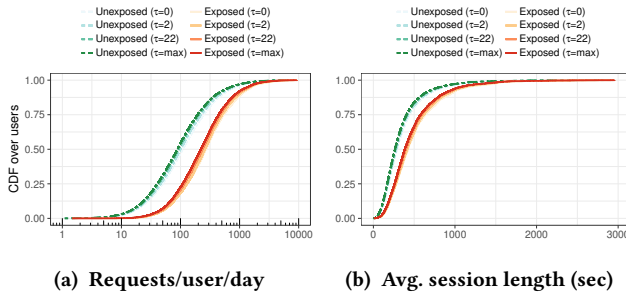 Unexposed (τ=0) Exposed (τ=0) Unexposed (τ=0) Exposed (τ=0)
Unexposed (τ=2) Exposed (τ=2) Unexposed (τ=2) Exposed (τ=2)
Unexposed (τ=22) Exposed (τ=22) Unexposed (τ=22) Exposed (τ=22)
Unexposed (τ=max) Exposed (τ=max) Unexposed (τ=max) Exposed (τ=max)
CDF over users
1.00
0.75
0.50
0.25
0.00
1 10 100 1000 10000
1.00
0.75
0.50
0.25
0.00
0 1000 2000 3000
(a) Requests/user/day (b) Avg. session length (sec)